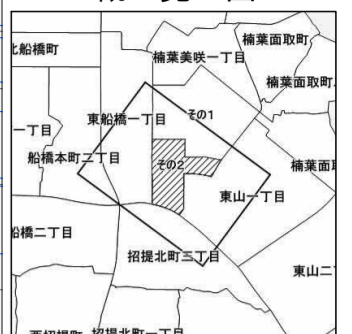 楠葉面取町
北船橋町
楠葉美咲一丁目
楠葉面取町
東船橋一丁目
その1
一丁目
船橋本町二丁目
その2
楠葉面
東山一丁目
船橋二丁目
招提北町三丁目
東山二
招提北町一丁目